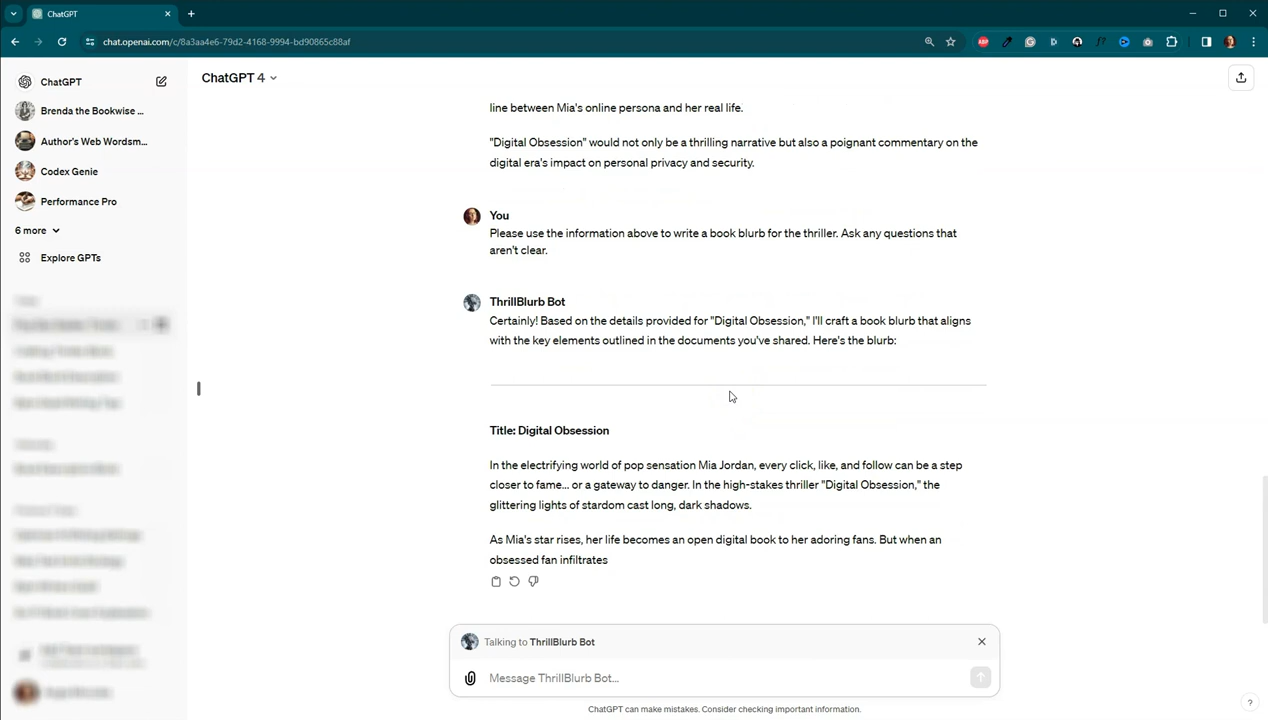 ChatGPT
chat.openai.com/c/8a3aa4e6-79d2-4168-9994-bd90865c88af
ChatGPT
Brenda the Bookwise ...
Author's Web Wordsm...
Codex Genie
Performance Pro
6 more
Explore GPTs
ChatGPT 4
line between Mia's online persona and her real life.
"Digital Obsession" would not only be a thrilling narrative but also a poignant commentary on the
digital era's impact on personal privacy and security.
You
Please use the information above to write a book blurb for the thriller. Ask any questions that
aren't clear.
ThrillBlurb Bot
Certainly! Based on the details provided for "Digital Obsession," I'll craft a book blurb that aligns
with the key elements outlined in the documents you've shared. Here's the blurb:
Title: Digital Obsession
In the electrifying world of pop sensation Mia Jordan, every click, like, and follow can be a step
closer to fame... or a gateway to danger. In the high-stakes thriller "Digital Obsession," the
glittering lights of stardom cast long, dark shadows.
As Mia's star rises, her life becomes an open digital book to her adoring fans. But when an
obsessed fan infiltrates
Talking to ThrillBlurb Bot
Message ThrillBlurb Bot...
ChatGPT can make mistakes. Consider checking important information.
?